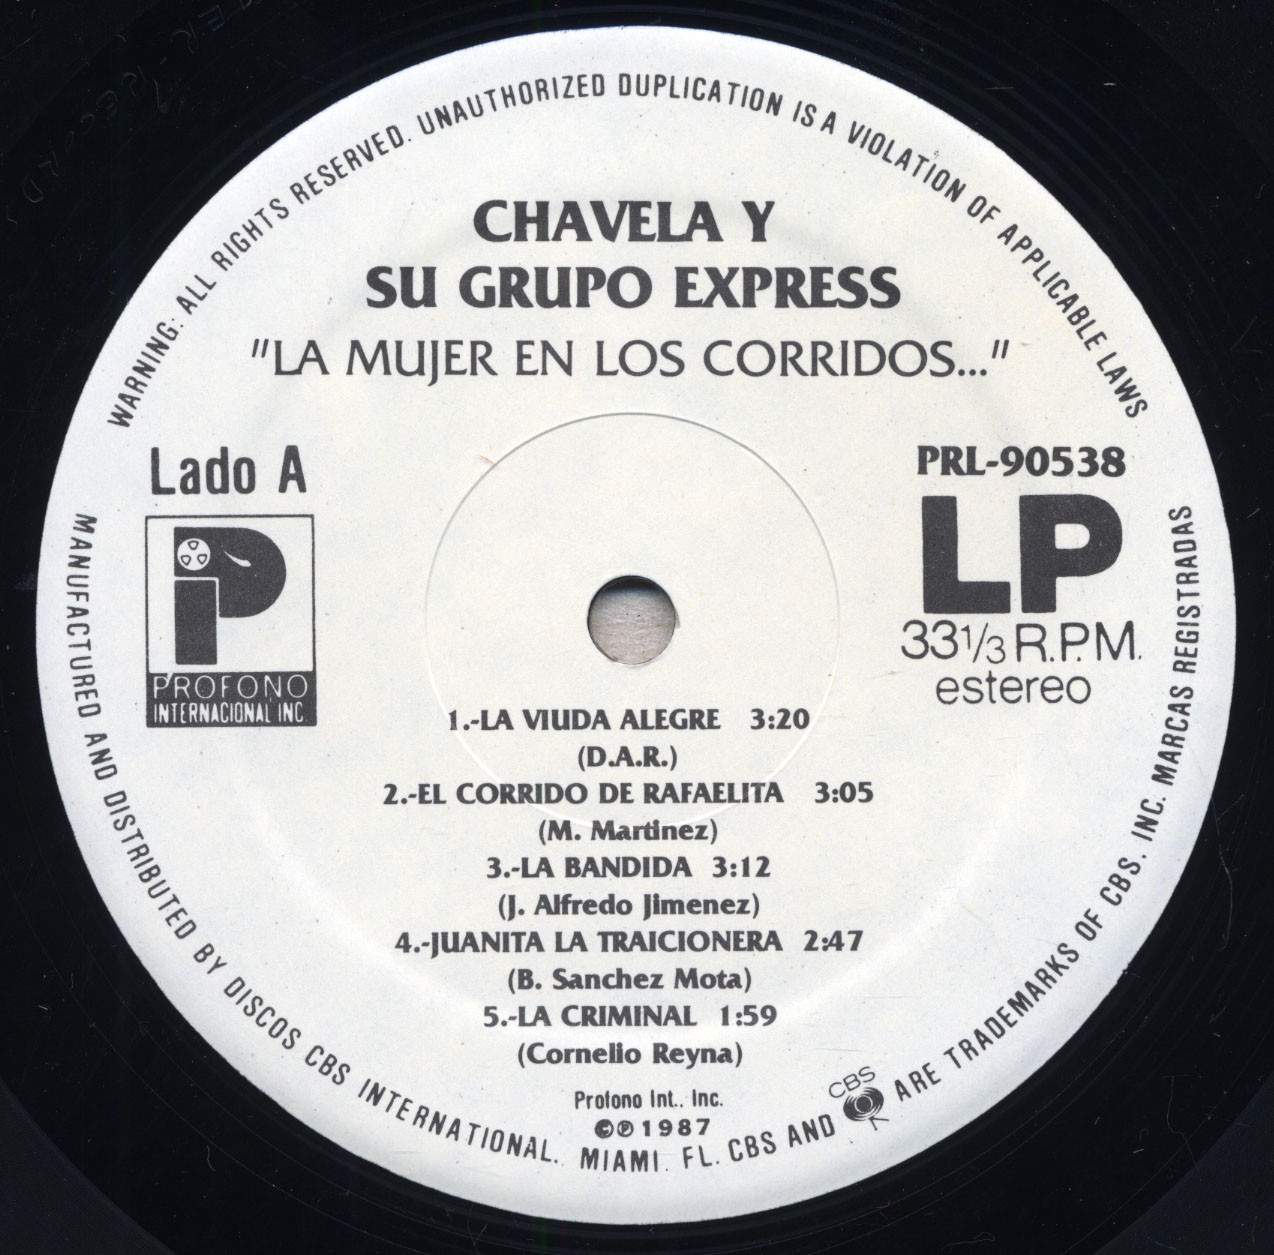 WARNING: ALL RIGHTS RESERVED. UNAUTHORIZED DUPLICATION IS A VIOLATION OF APPLICABLE LAWS
CHAVELA Y
SU GRUPO EXPRESS
"LA MUJER EN LOS CORRIDOS..."
Lado A
PROFONO
INTERNACIONAL INC
PRL-90538
LP
33 1/3 R.P.M.
estereo
1.-LA VIUDA ALEGRE 3:20
(D.A.R.)
2.-EL CORRIDO DE RAFAELITA 3:05
(M. Martinez)
3.-LA BANDIDA 3:12
(J. Alfredo Jimenez)
4.-JUANITA LA TRAICIONERA 2:47
(B. Sanchez Mota)
5.-LA CRIMINAL 1:59
(Cornelio Reyna)
Profono Int., Inc.
©℗1987
MANUFACTURED AND DISTRIBUTED BY DISCOS CBS INTERNATIONAL. MIAMI. FL. CBS AND CBS ARE TRADEMARKS OF CBS. INC. MARCAS REGISTRADAS